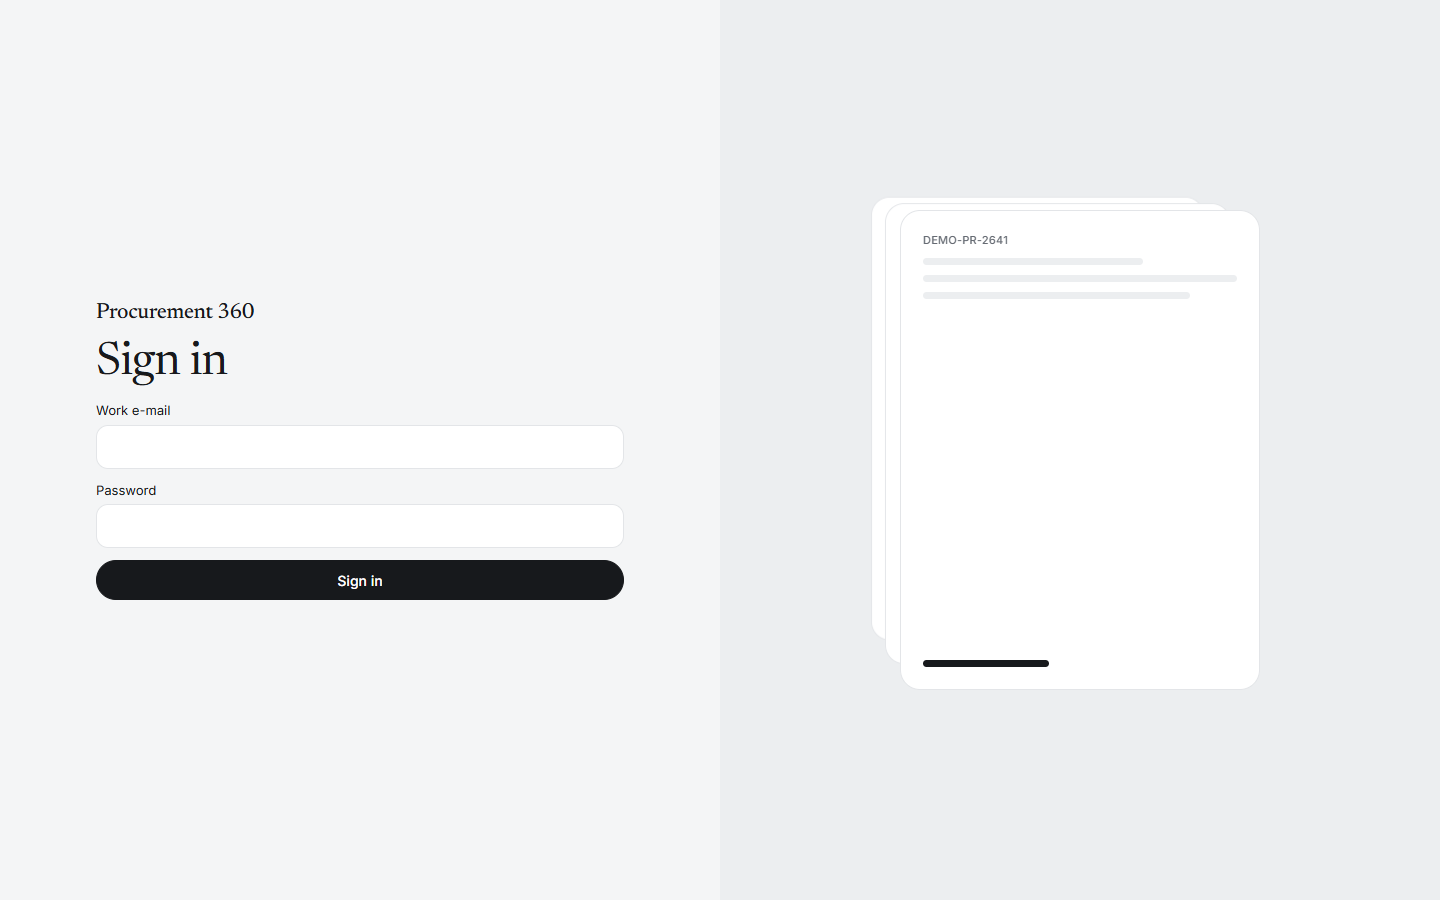 Procurement 360
Sign in
Work e-mail
Password
Sign in
DEMO-PR-2641